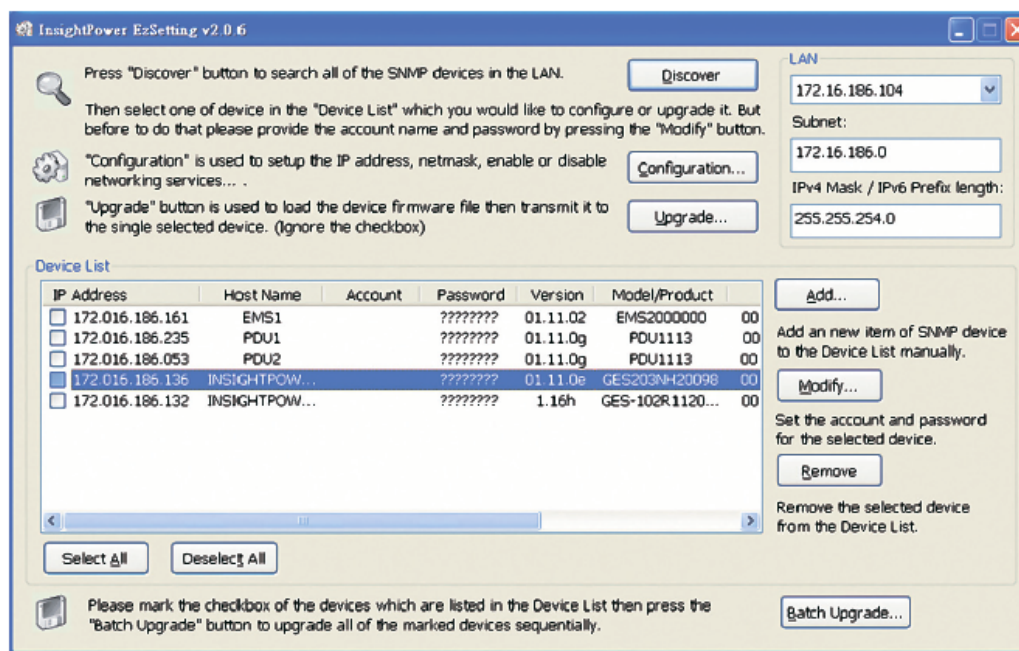 InsightPower EzSetting v2.0.6
Press "Discover" button to search all of the SNMP devices in the LAN.
Discover
Then select one of device in the "Device List" which you would like to configure or upgrade it. But
before to do that please provide the account name and password by pressing the "Modify" button.
"Configuration" is used to setup the IP address, netmask, enable or disable
networking services... .
Configuration...
"Upgrade" button is used to load the device firmware file then transmit it to
the single selected device. (Ignore the checkbox)
Upgrade...
LAN
172.16.186.104
Subnet:
172.16.186.0
IPv4 Mask / IPv6 Prefix length:
255.255.254.0
Device List
IP Address Host Name Account Password Version Model/Product
172.016.186.161 EMS1 ???????? 01.11.02 EMS2000000 00
172.016.186.235 PDU1 ???????? 01.11.0g PDU1113 00
172.016.186.053 PDU2 ???????? 01.11.0g PDU1113 00
172.016.186.136 INSIGHTPOW... ???????? 01.11.0e GES203NH20098 00
172.016.186.132 INSIGHTPOW... ???????? 1.16h GES-102R1120... 00
Add...
Add an new item of SNMP device
to the Device List manually.
Modify...
Set the account and password
for the selected device.
Remove
Remove the selected device
from the Device List.
Select All
Deselect All
Please mark the checkbox of the devices which are listed in the Device List then press the
"Batch Upgrade" button to upgrade all of the marked devices sequentially.
Batch Upgrade...